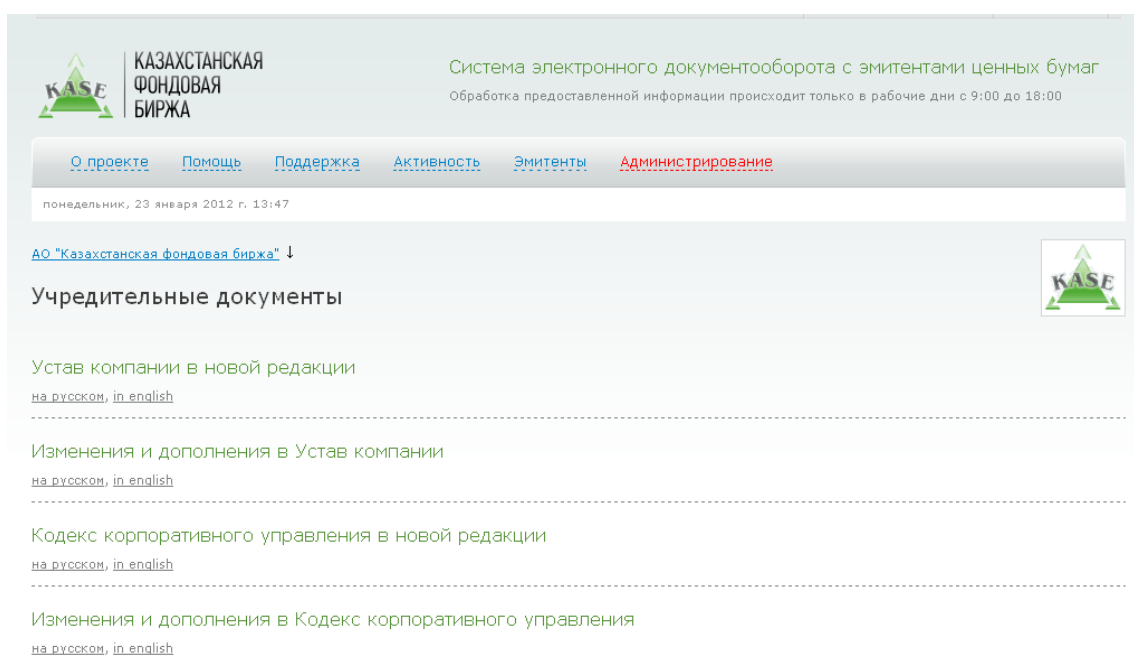 KASE
КАЗАХСТАНСКАЯ
ФОНДОВАЯ
БИРЖА
Система электронного документооборота с эмитентами ценных бумаг
Обработка предоставленной информации происходит только в рабочие дни с 9:00 до 18:00
О проекте Помощь Поддержка Активность Эмитенты Администрирование
понедельник, 23 января 2012 г. 13:47
АО "Казахстанская фондовая биржа" ↓
KASE
Учредительные документы
Устав компании в новой редакции
на русском, in english
Изменения и дополнения в Устав компании
на русском, in english
Кодекс корпоративного управления в новой редакции
на русском, in english
Изменения и дополнения в Кодекс корпоративного управления
на русском, in english